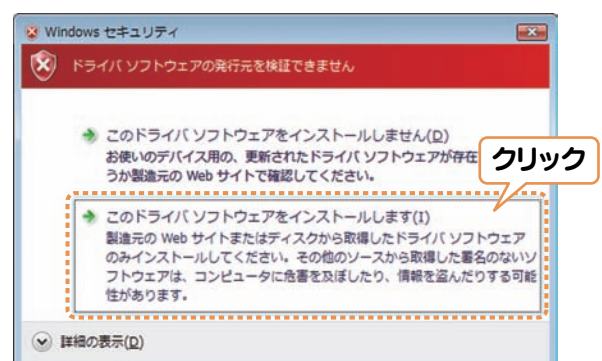 Windows セキュリティ
ドライバ ソフトウェアの発行元を検証できません
このドライバ ソフトウェアをインストールしません(D)
お使いのデバイス用の、更新されたドライバ ソフトウェアが存在
うか製造元の Web サイトで確認してください。
クリック
このドライバ ソフトウェアをインストールします(I)
製造元の Web サイトまたはディスクから取得したドライバ ソフトウェア
のみインストールしてください。その他のソースから取得した署名のないソ
フトウェアは、コンピュータに危害を及ぼしたり、情報を盗んだりする可能
性があります。
詳細の表示(D)